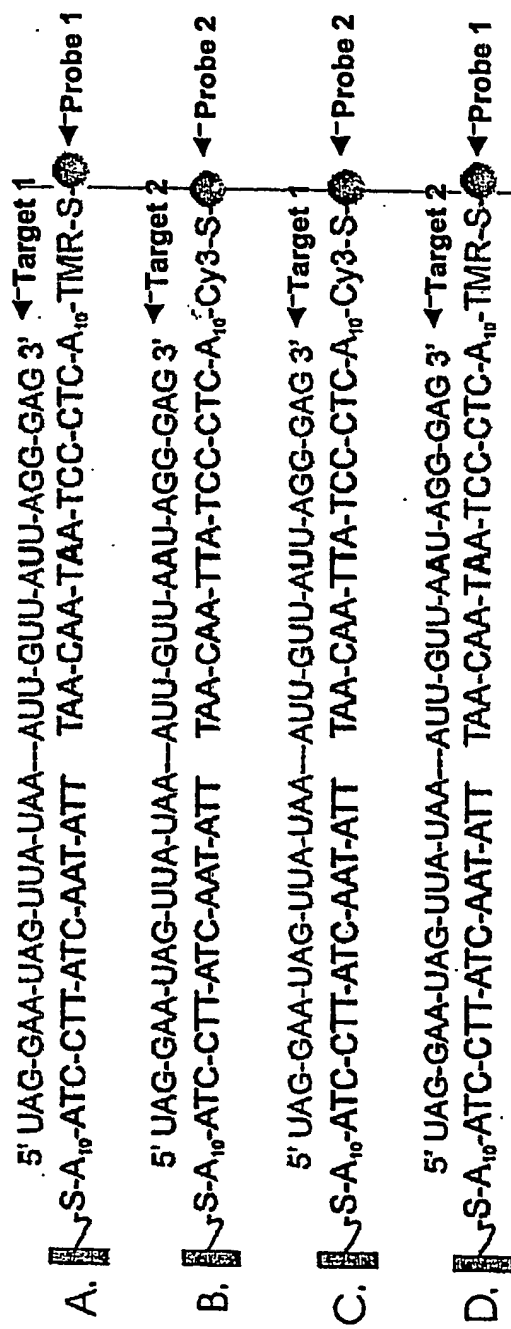 5' UAG-GAA-UAG-UUA-UAA—AUU-GUU-AUU-AGG-GAG 3' Target 1
A. S-A₁₀-ATC-CTT-ATC-AAT-ATT TAA-CAA-TAA-TCC-CTC-A₁₀-TMR-S- Probe 1
5' UAG-GAA-UAG-UUA-UAA—AUU-GUU-AAU-AGG-GAG 3' Target 2
B. S-A₁₀-ATC-CTT-ATC-AAT-ATT TAA-CAA-TTA-TCC-CTC-A₁₀-Cy3-S- Probe 2
5' UAG-GAA-UAG-UUA-UAA—AUU-GUU-AUU-AGG-GAG 3' Target 1
C. S-A₁₀-ATC-CTT-ATC-AAT-ATT TAA-CAA-TTA-TCC-CTC-A₁₀-Cy3-S- Probe 2
5' UAG-GAA-UAG-UUA-UAA—AUU-GUU-AAU-AGG-GAG 3' Target 2
D. S-A₁₀-ATC-CTT-ATC-AAT-ATT TAA-CAA-TAA-TCC-CTC-A₁₀-TMR-S- Probe 1